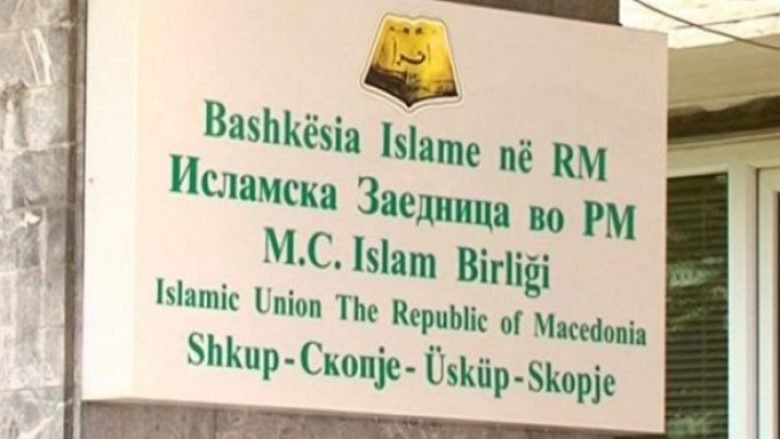 اقرأ
Bashkësia Islame në RM
Исламска Заедница во РМ
M.C. Islam Birliği
Islamic Union The Republic of Macedonia
Shkup-Скопје-Üsküp-Skopje